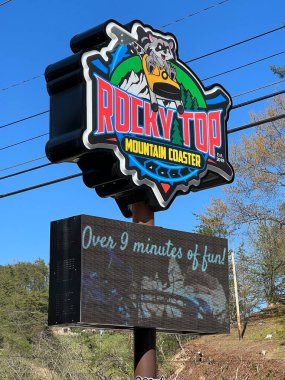 ROCKY TOP
MOUNTAIN COASTER
Over 9 minutes of fun!